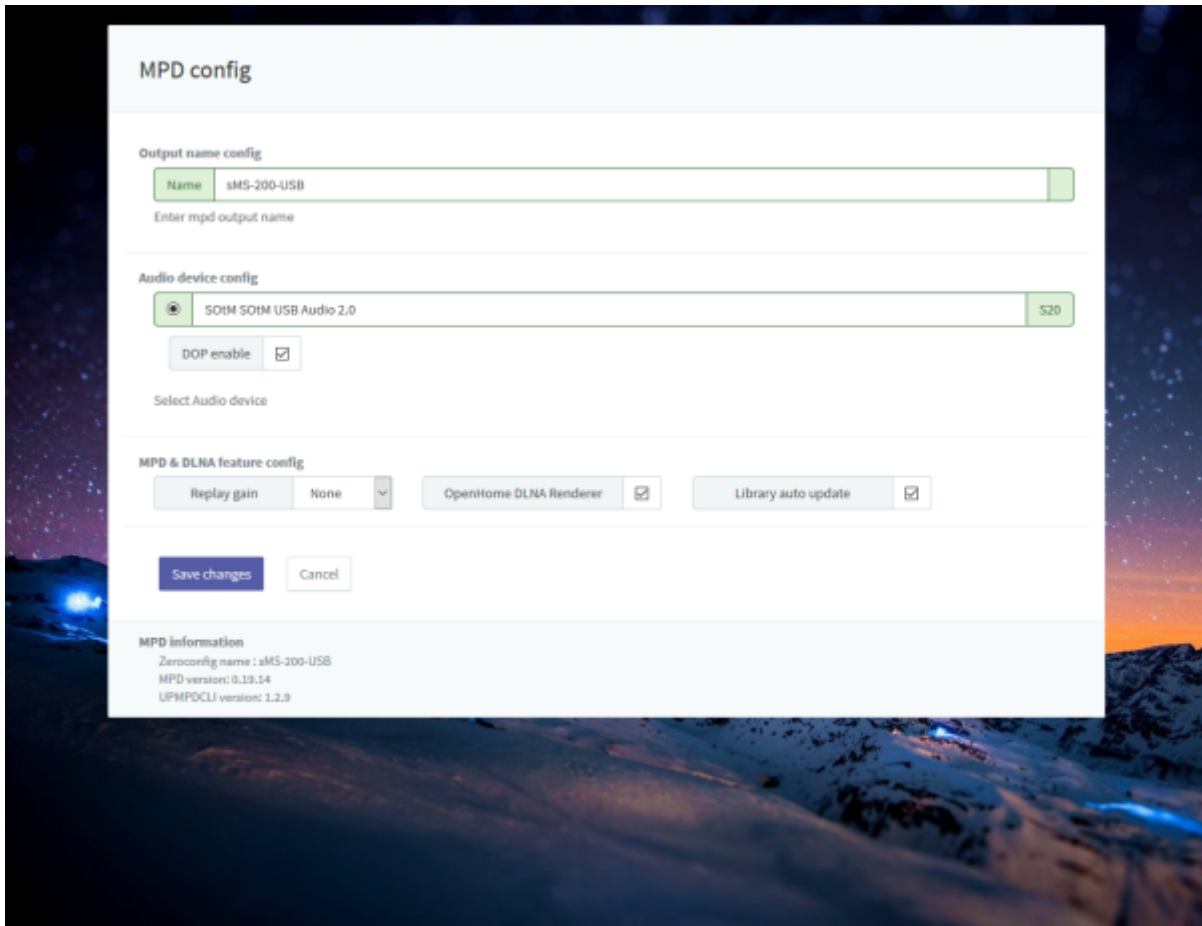 MPD config
Output name config
Name sMS-200-USB
Enter mpd output name
Audio device config
SOtM SOtM USB Audio 2.0 S20
DOP enable
Select Audio device
MPD & DLNA feature config
Replay gain None OpenHome DLNA Renderer Library auto update
Save changes Cancel
MPD information
Zeroconfig name : sMS-200-USB
MPD version: 0.19.14
UPMPDCLI version: 1.2.9